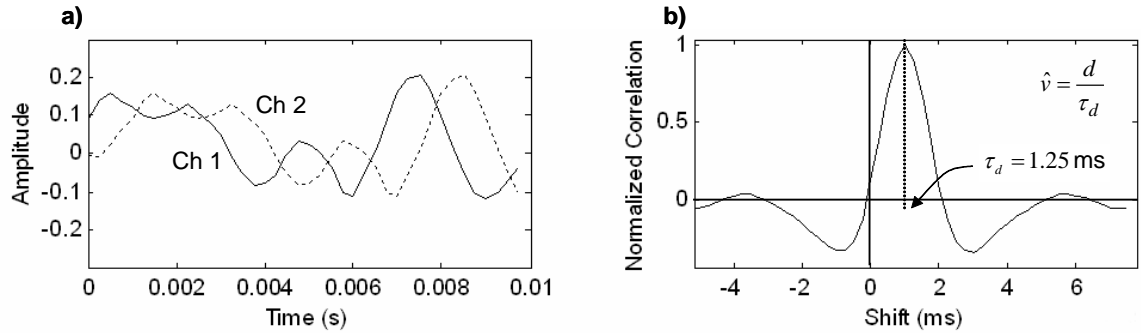 a)
0.2
0.1
0
-0.1
-0.2
Amplitude
Ch 2
Ch 1
0 0.002 0.004 0.006 0.008 0.01
Time (s)
b)
1
0.5
0
Normalized Correlation
v̂ = d / τ_d
τ_d = 1.25 ms
-4 -2 0 2 4 6
Shift (ms)